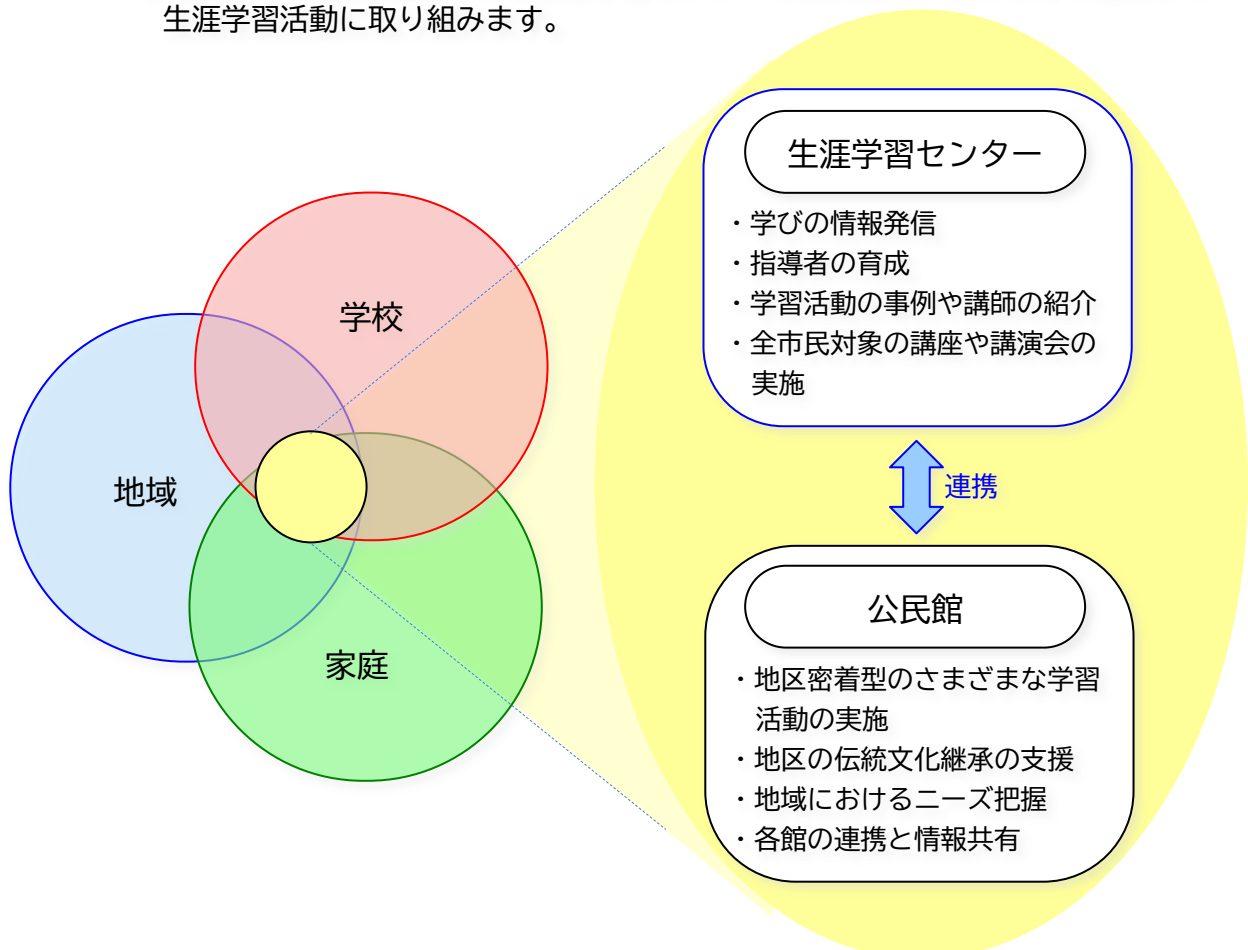 生涯学習活動に取り組みます。
学校
地域
家庭
生涯学習センター
・学びの情報発信
・指導者の育成
・学習活動の事例や講師の紹介
・全市民対象の講座や講演会の
実施
連携
公民館
・地区密着型のさまざまな学習
活動の実施
・地区の伝統文化継承の支援
・地域におけるニーズ把握
・各館の連携と情報共有